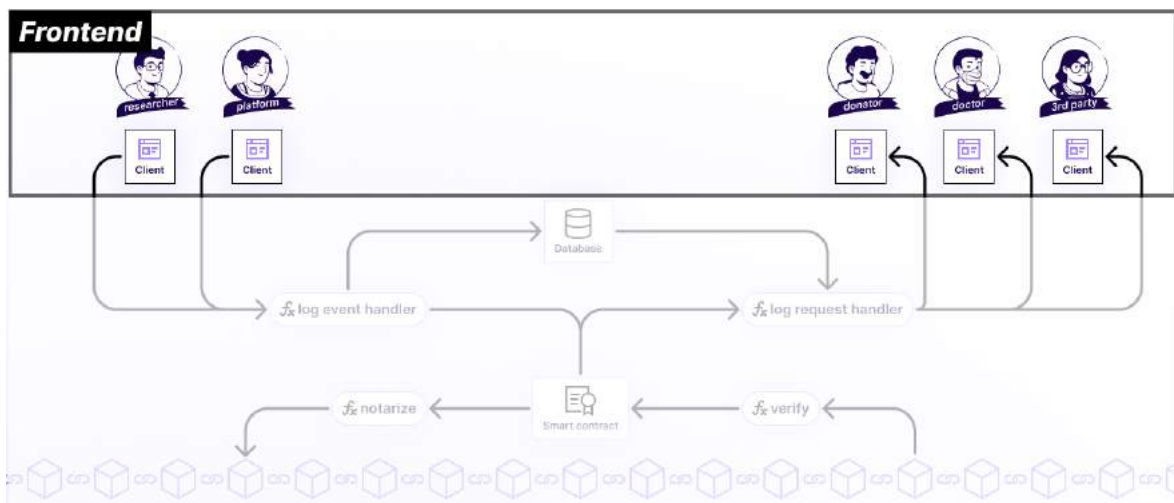 Frontend
researcher
platform
donator
doctor
3rd party
Client
Client
Client
Client
Client
Database
fx log event handler
fx log request handler
fx notarize
Smart contract
fx verify